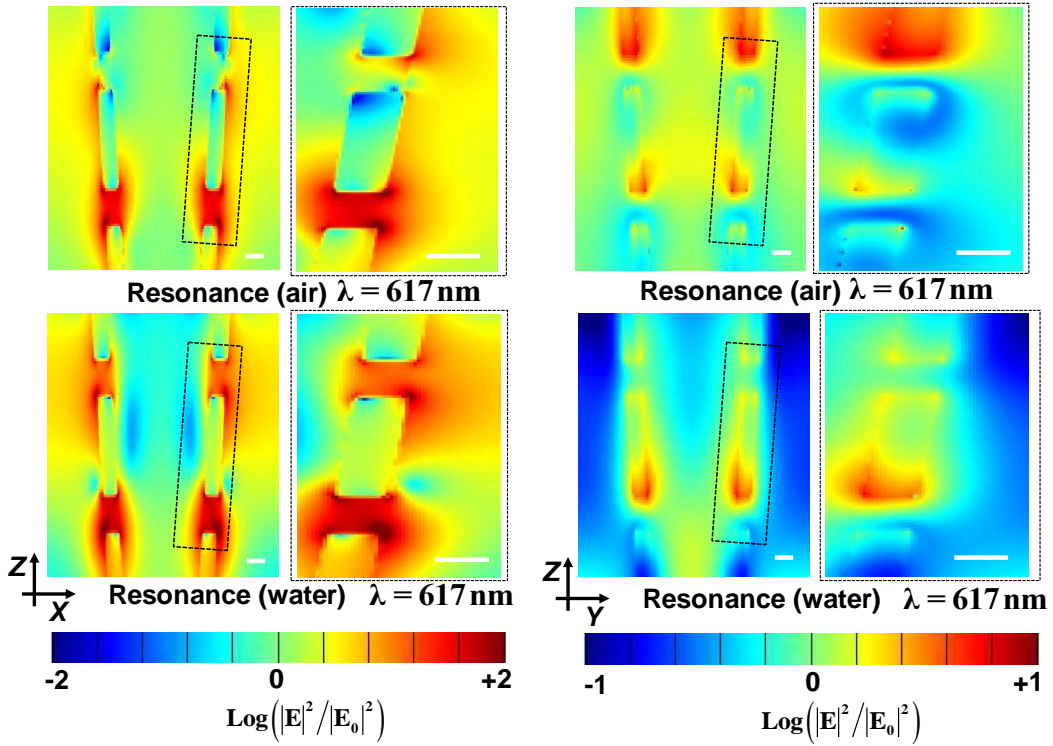 Resonance (air) λ = 617 nm
Resonance (air) λ = 617 nm
Z
X
Resonance (water) λ = 617 nm
Z
Y
Resonance (water) λ = 617 nm
-2 0 +2
Log(|E|²/|E₀|²)
-1 0 +1
Log(|E|²/|E₀|²)